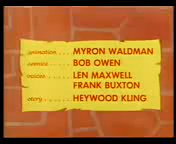 animation.... MYRON WALDMAN
scenics..... BOB OWEN
voices..... LEN MAXWELL
FRANK BUXTON
story..... HEYWOOD KLING